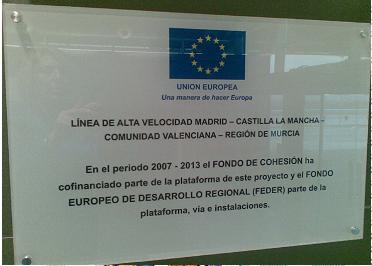 UNION EUROPEA
Una manera de hacer Europa
LÍNEA DE ALTA VELOCIDAD MADRID – CASTILLA LA MANCHA –
COMUNIDAD VALENCIANA – REGIÓN DE MURCIA
En el periodo 2007 - 2013 el FONDO DE COHESIÓN ha
cofinanciado parte de la plataforma de este proyecto y el FONDO
EUROPEO DE DESARROLLO REGIONAL (FEDER) parte de la
plataforma, vía e instalaciones.